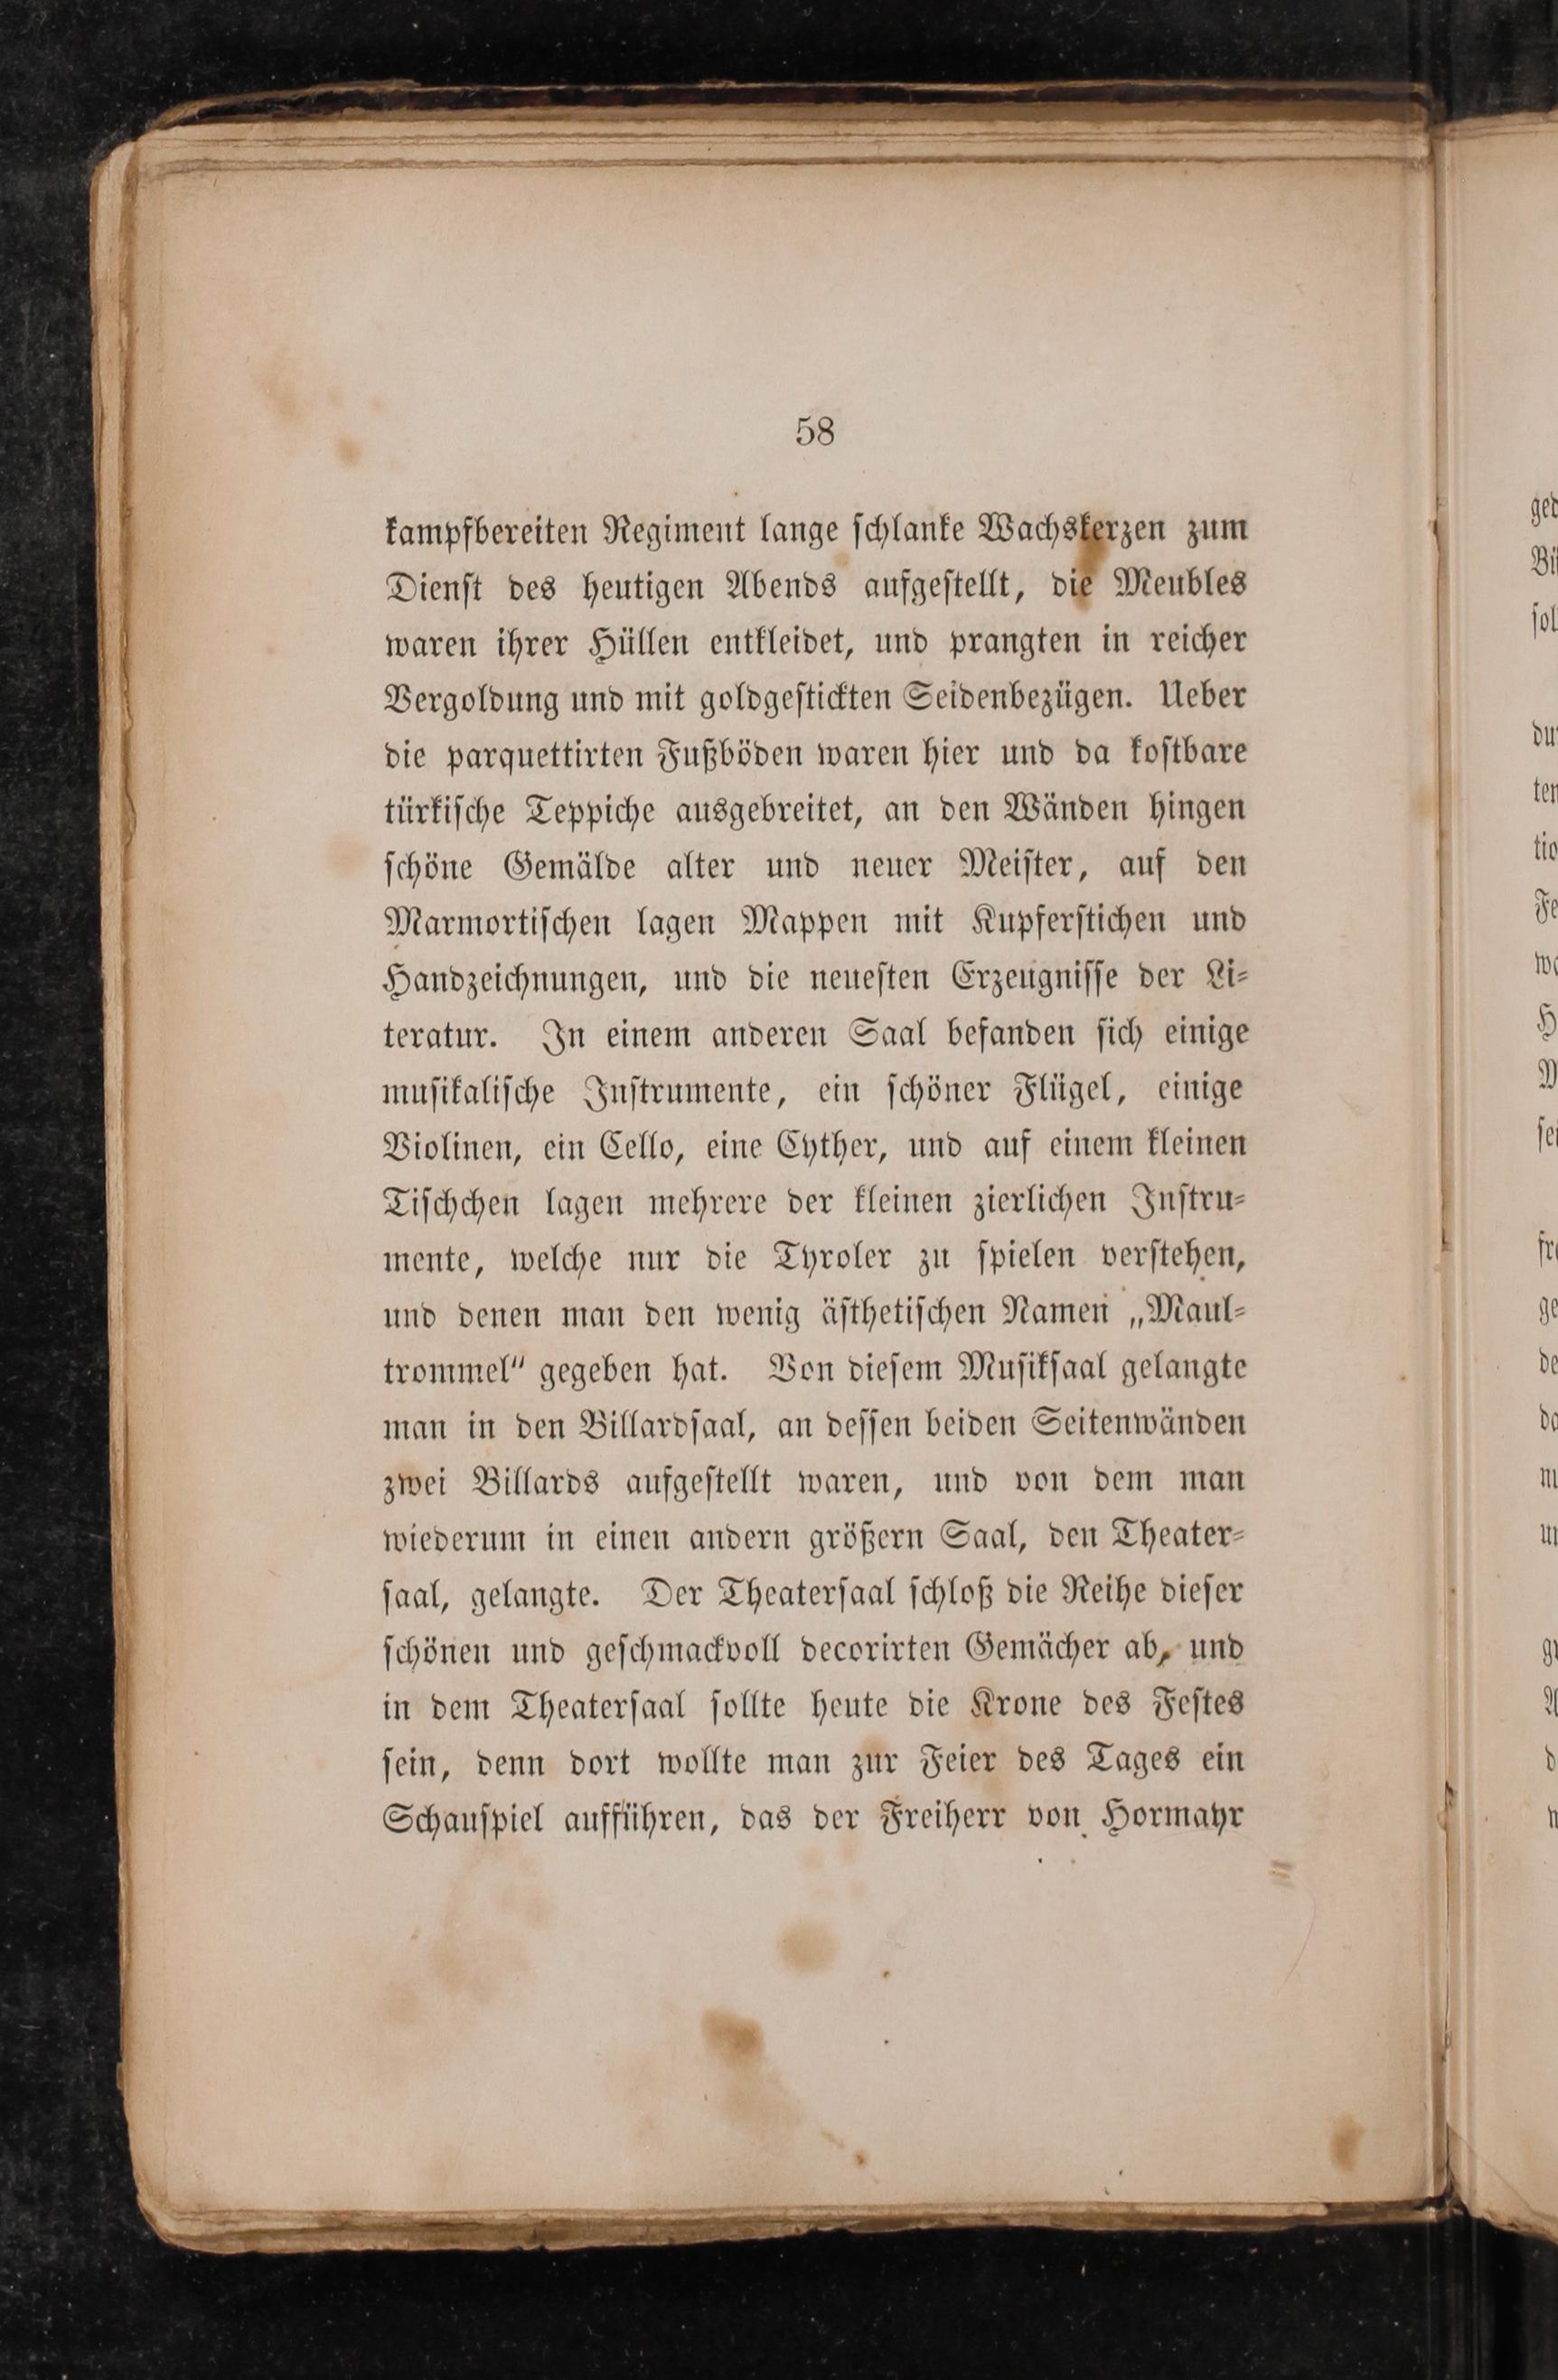 58
kampfbereiten Regiment lange schlanke Wachskerzen zum
Dienst des heutigen Abends aufgestellt, die Meubles
waren ihrer Hüllen entkleidet, und prangten in reicher
Vergoldung und mit goldgestickten Seidenbezügen. Ueber
die parquettirten Fußböden waren hier und da kostbare
türkische Teppiche ausgebreitet, an den Wänden hingen
schöne Gemälde alter und neuer Meister, auf den
Marmortischen lagen Mappen mit Kupferstichen und
Handzeichnungen, und die neuesten Erzeugnisse der Li-
teratur. In einem anderen Saal befanden sich einige
musikalische Instrumente, ein schöner Flügel, einige
Violinen, ein Cello, eine Cyther, und auf einem kleinen
Tischchen lagen mehrere der kleinen zierlichen Instru-
mente, welche nur die Tyroler zu spielen verstehen,
und denen man den wenig ästhetischen Namen „Maul-
trommel“ gegeben hat. Von diesem Musiksaal gelangte
man in den Billardsaal, an dessen beiden Seitenwänden
zwei Billards aufgestellt waren, und von dem man
wiederum in einen andern größern Saal, den Theater-
saal, gelangte. Der Theatersaal schloß die Reihe dieser
schönen und geschmackvoll decorirten Gemächer ab, und
in dem Theatersaal sollte heute die Krone des Festes
sein, denn dort wollte man zur Feier des Tages ein
Schauspiel aufführen, das der Freiherr von Hormayr